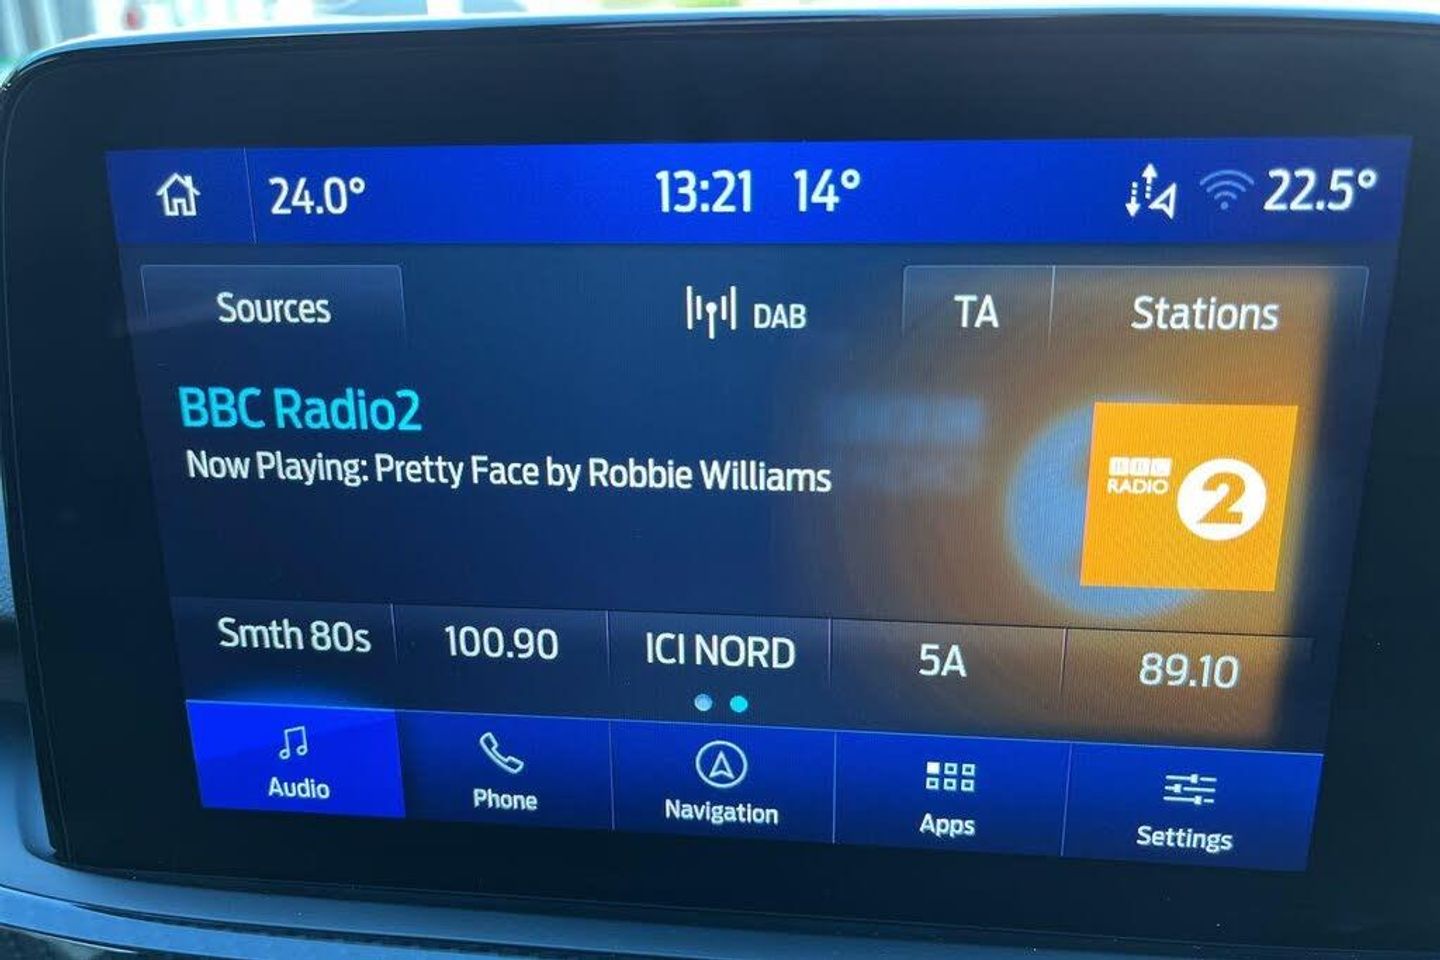 24.0° 13:21 14° 22.5°
Sources DAB TA Stations
BBC Radio2
Now Playing: Pretty Face by Robbie Williams
BBC
RADIO 2
Smth 80s 100.90 ICI NORD 5A 89.10
Audio Phone Navigation Apps Settings